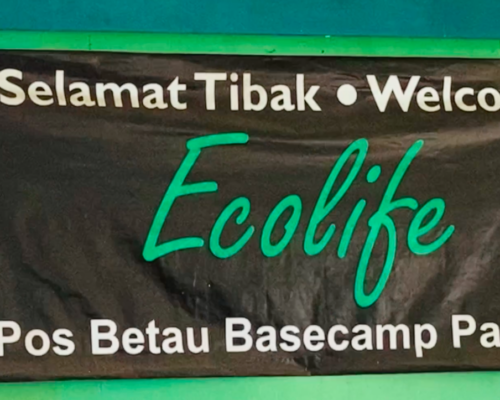 Selamat Tibak • Welco
Ecolife
Pos Betau Basecamp Pa